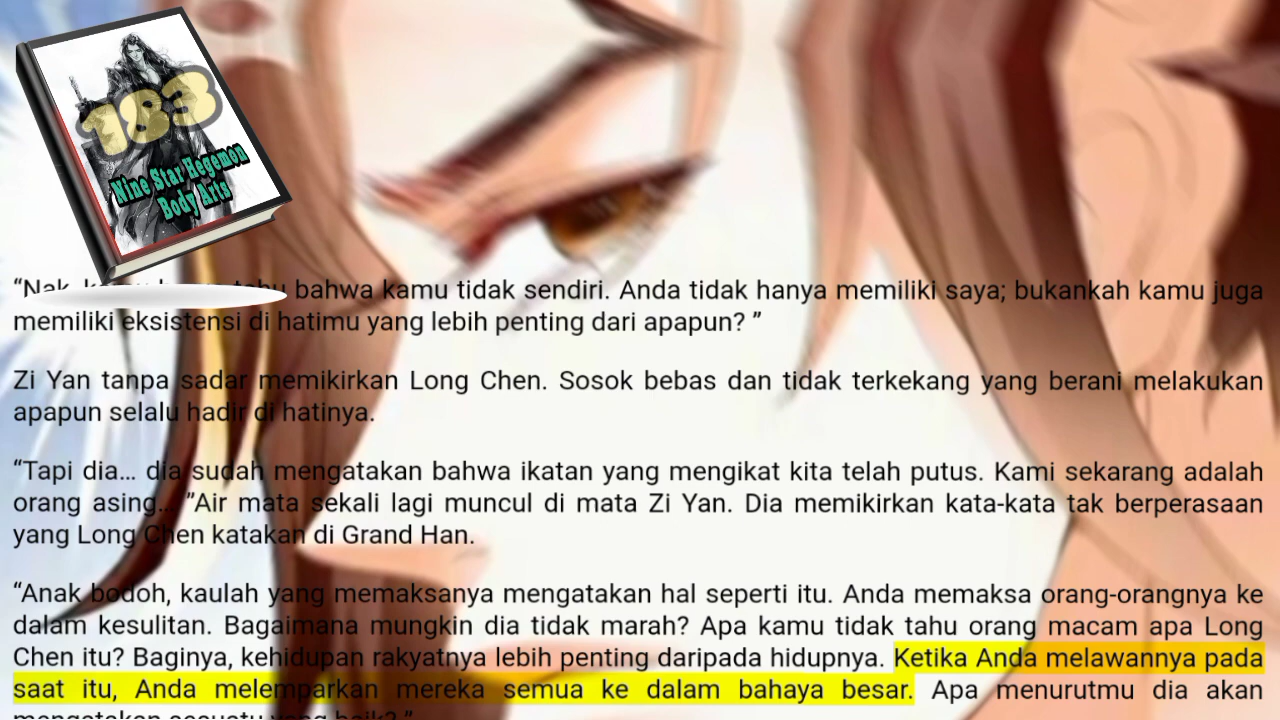 183
Nine Star Hegemon
Body Arts
“Nak, tahu bahwa kamu tidak sendiri. Anda tidak hanya memiliki saya; bukankah kamu juga
memiliki eksistensi di hatimu yang lebih penting dari apapun? ”
Zi Yan tanpa sadar memikirkan Long Chen. Sosok bebas dan tidak terkekang yang berani melakukan
apapun selalu hadir di hatinya.
“Tapi dia... dia sudah mengatakan bahwa ikatan yang mengikat kita telah putus. Kami sekarang adalah
orang asing... ”Air mata sekali lagi muncul di mata Zi Yan. Dia memikirkan kata-kata tak berperasaan
yang Long Chen katakan di Grand Han.
“Anak bodoh, kaulah yang memaksanya mengatakan hal seperti itu. Anda memaksa orang-orangnya ke
dalam kesulitan. Bagaimana mungkin dia tidak marah? Apa kamu tidak tahu orang macam apa Long
Chen itu? Baginya, kehidupan rakyatnya lebih penting daripada hidupnya. Ketika Anda melawannya pada
saat itu, Anda melemparkan mereka semua ke dalam bahaya besar. Apa menurutmu dia akan
mengatakan sesuatu yang baik? ”